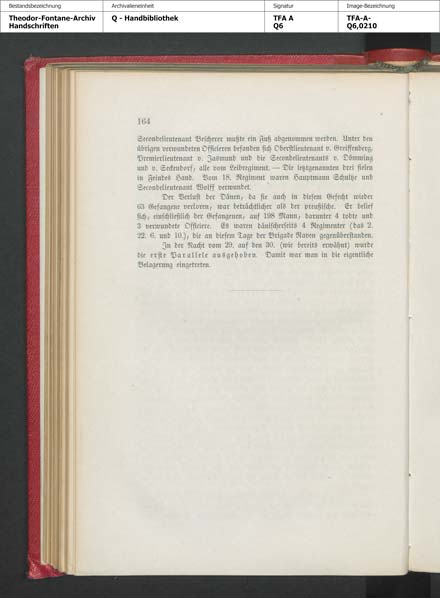 Bestandsbezeichnung
Theodor-Fontane-Archiv
Handschriften
Archivalieneinheit
Q - Handbibliothek
Signatur
TFA A
Q6
Image-Bezeichnung
TFA-A-
Q6,0210
164
Secondelieutenant Beicherer mußte ein Fuß abgenommen werden. Unter den
übrigen verwundeten Officieren befanden sich Oberstlieutenant v. Greiffenberg,
Premierlieutenant v. Jasmund und die Secondelieutenants v. Dömming
und v. Seckendorf; alle vom Leibregiment. — Die letztgenannten drei fielen
in Feindes Hand. Vom 18. Regiment waren Hauptmann Schultze und
Secondelieutenant Wolff verwundet.
Der Verlust der Dänen, da sie auch in diesem Gefecht wieder
63 Gefangene verloren, war beträchtlicher als der preußische. Er belief
sich, einschließlich der Gefangenen, auf 198 Mann, darunter 4 todte und
3 verwundete Officiere. Es waren dänischerseits 4 Regimenter (das 2.
22. 6. und 10.), die an diesem Tage der Brigade Raven gegenüberstanden.
In der Nacht vom 29. auf den 30. (wie bereits erwähnt) wurde
die erste Parallele ausgehoben. Damit war man in die eigentliche
Belagerung eingetreten.